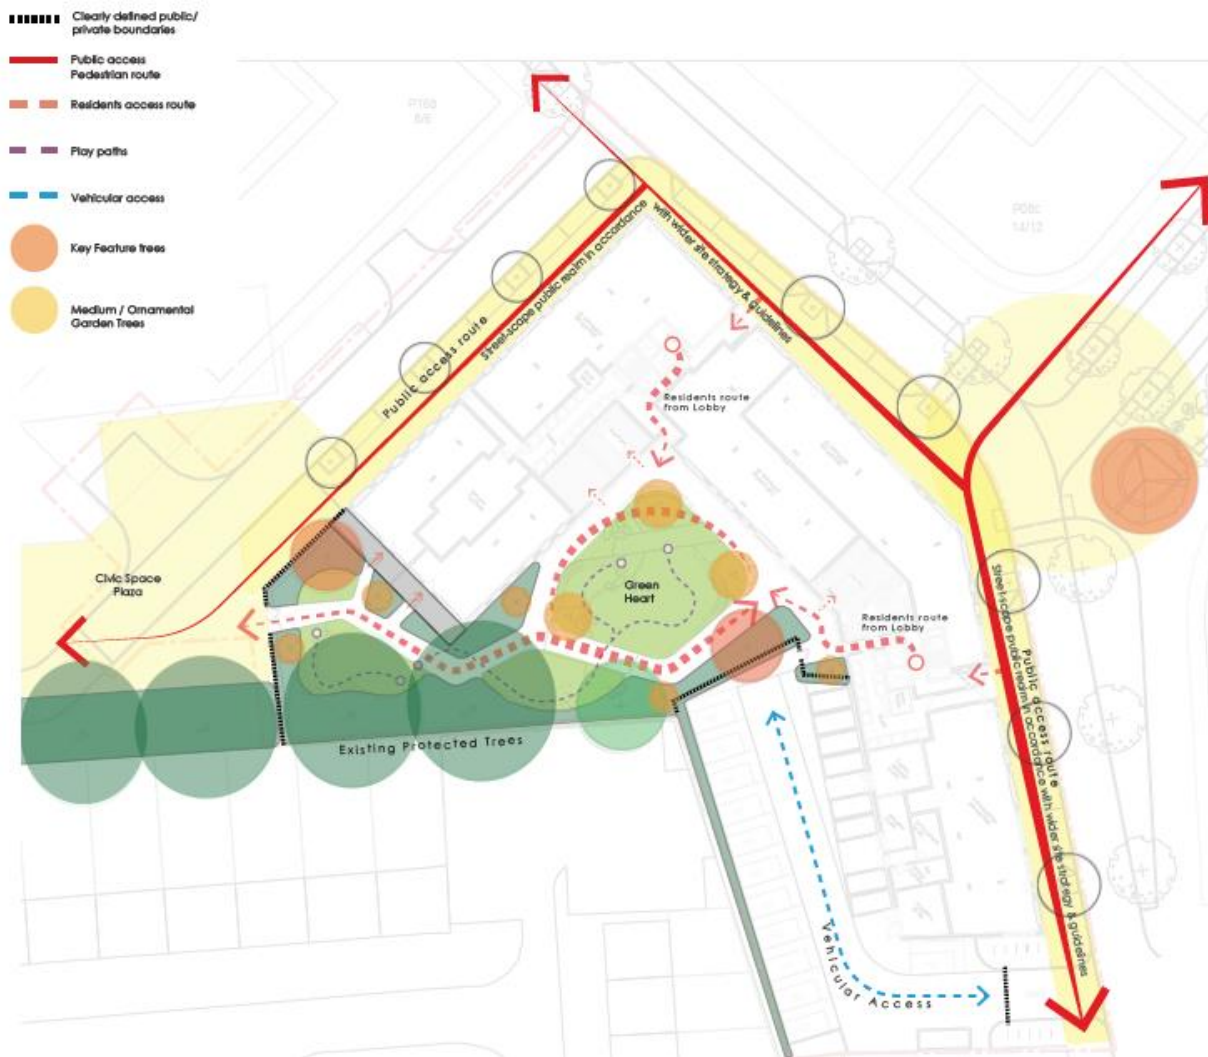 Clearly defined public/
private boundaries
Public access
Pedestrian route
Residents access route
Play paths
Vehicular access
Key Feature trees
Medium / Ornamental
Garden Trees
Public access route
Street-scape public realm in accordance
with wider site strategy & guidelines
Residents route
from Lobby
Civic Space
Plaza
Green
Heart
Residents route
from Lobby
Existing Protected Trees
Public access route
Street-scape public realm in accordance with wider site strategy & guidelines
Vehicular Access